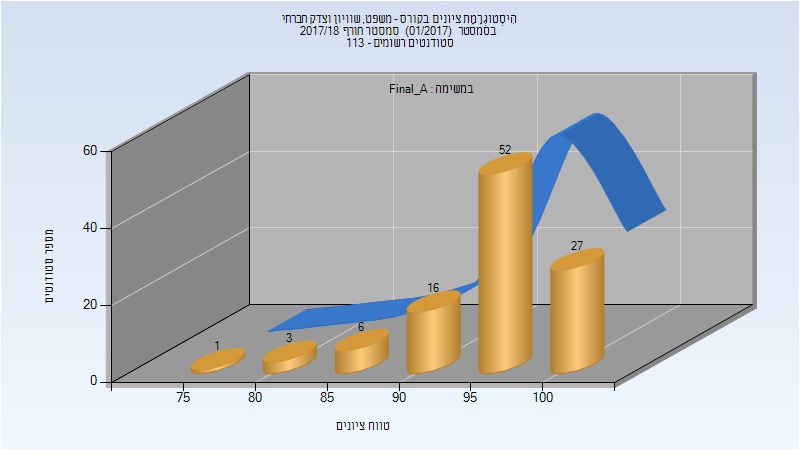 היסטוגרמת ציונים בקורס - משפט, שוויון וצדק חברתי
בסמסטר (01/2017) סמסטר חורף 2017/18
סטודנטים רשומים - 113
במשימה : Final_A
מספר סטודנטים
60
40
20
0
1
3
6
16
52
27
75
80
85
90
95
100
טווח ציונים